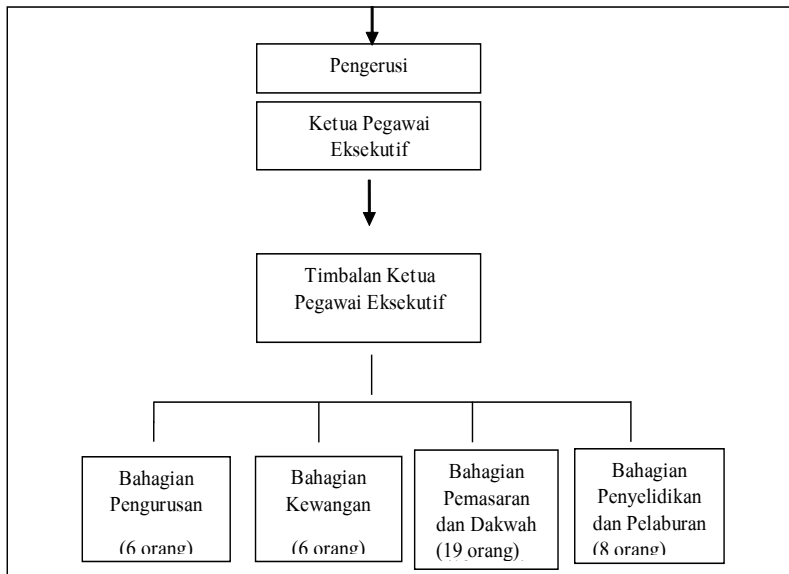 Pengerusi
Ketua Pegawai
Eksekutif
Timbalan Ketua
Pegawai Eksekutif
Bahagian
Pengurusan
(6 orang)
Bahagian
Kewangan
(6 orang)
Bahagian
Pemasaran
dan Dakwah
(19 orang)
Bahagian
Penyelidikan
dan Pelaburan
(8 orang)